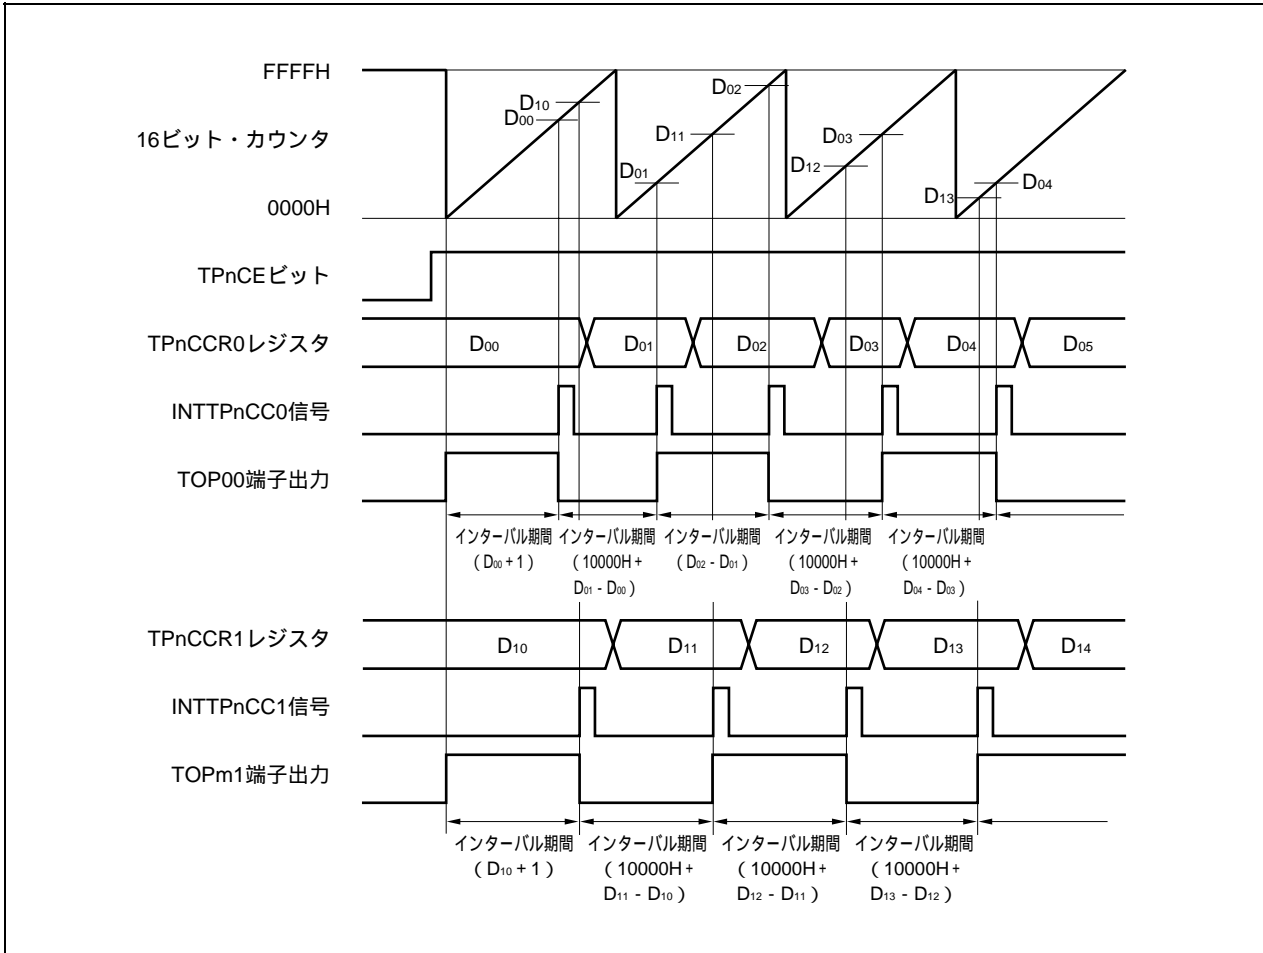 FFFFH
D10
D00
D02
16ビット・カウンタ
D11
D03
D01
D12
D13
D04
0000H
TPnCEビット
TPnCCR0レジスタ
D00
D01
D02
D03
D04
D05
INTTPnCC0信号
TOP00端子出力
インターバル期間
(D00 + 1)
インターバル期間
(10000H +
D01 - D00)
インターバル期間
(D02 - D01)
インターバル期間
(10000H +
D03 - D02)
インターバル期間
(10000H +
D04 - D03)
TPnCCR1レジスタ
D10
D11
D12
D13
D14
INTTPnCC1信号
TOPm1端子出力
インターバル期間
(D10 + 1)
インターバル期間
(10000H +
D11 - D10)
インターバル期間
(10000H +
D12 - D11)
インターバル期間
(10000H +
D13 - D12)